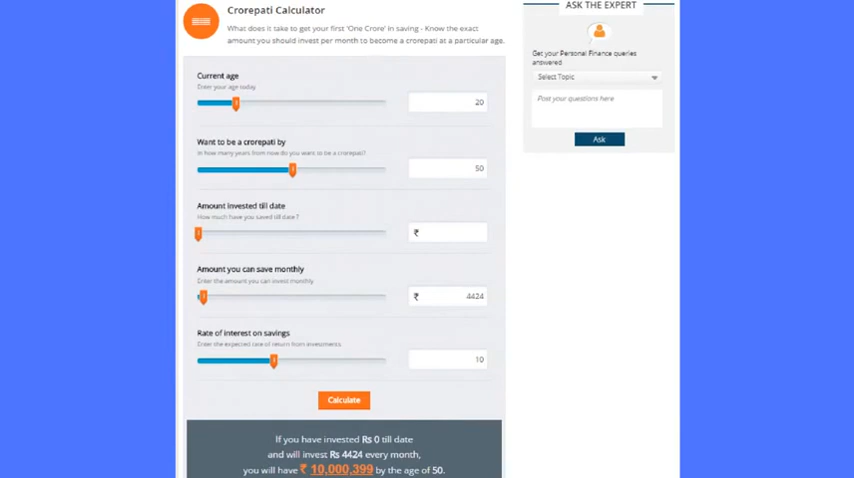 Crorepati Calculator
What does it take to get your first 'One Crore' in saving - Know the exact
amount you should invest per month to become a crorepati at a particular age.
Current age
Enter your age today
20
Want to be a crorepati by
In how many years from now do you want to be a crorepati?
50
Amount invested till date
How much have you saved till date ?
₹
Amount you can save monthly
Enter the amount you can invest monthly
₹ 4424
Rate of interest on savings
Enter the expected rate of return from investments
10
Calculate
If you have invested Rs 0 till date
and will invest Rs 4424 every month,
you will have ₹ 10,000,399 by the age of 50.
ASK THE EXPERT
Get your Personal Finance queries
answered
Select Topic
Post your questions here
Ask